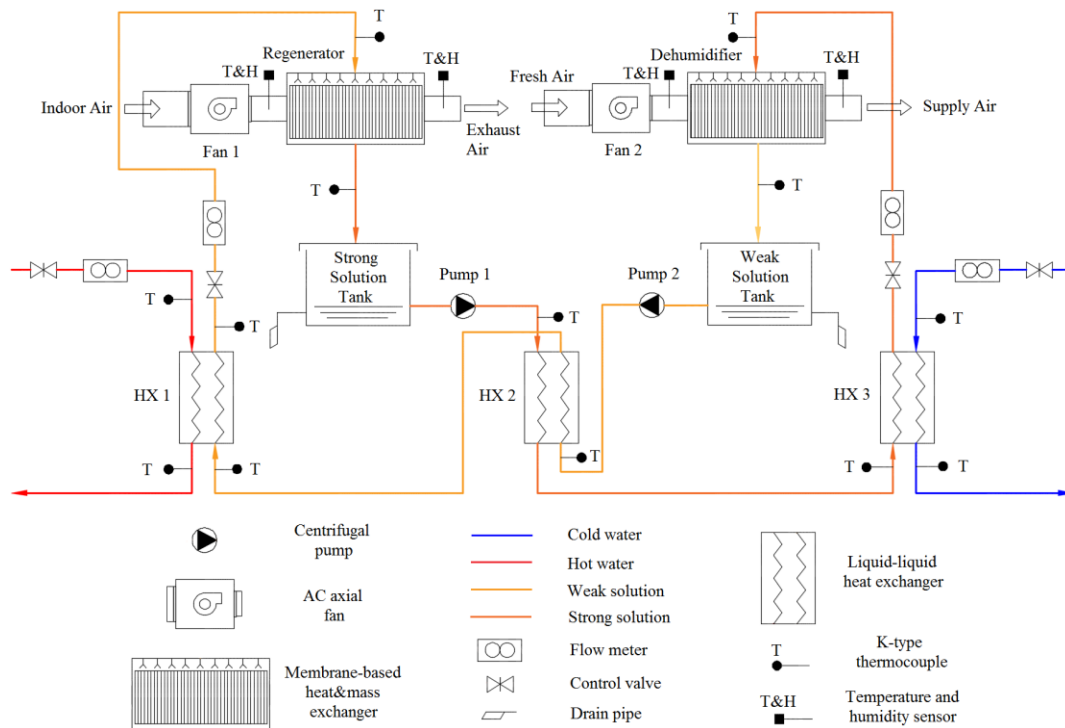 T
T
Regenerator
Dehumidifier
T&H
T&H
Fresh Air
T&H
T&H
Indoor Air
Supply Air
Exhaust
Air
Fan 1
Fan 2
T
T
Strong
Solution
Tank
Weak
Solution
Tank
Pump 1
Pump 2
T
T
T
T
HX 1
HX 2
HX 3
T
T
T
T
T
Centrifugal
pump
AC axial
fan
Membrane-based
heat&mass
exchanger
Cold water
Hot water
Weak solution
Strong solution
Flow meter
Control valve
Drain pipe
Liquid-liquid
heat exchanger
T
K-type
thermocouple
T&H
Temperature and
humidity sensor